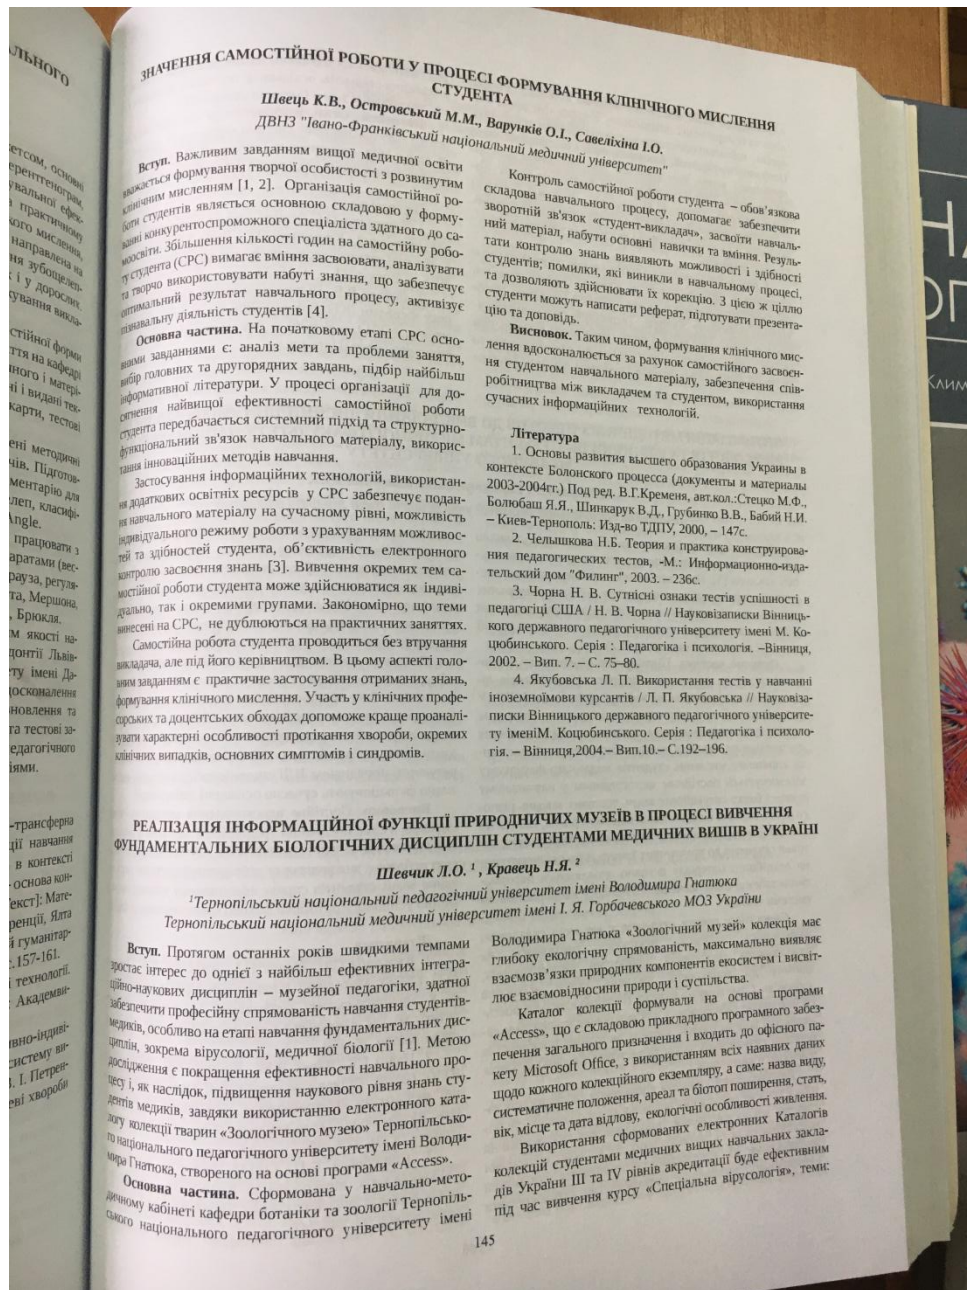 ЗНАЧЕННЯ САМОСТІЙНОЇ РОБОТИ У ПРОЦЕСІ ФОРМУВАННЯ КЛІНІЧНОГО МИСЛЕННЯ
СТУДЕНТА
Швець К.В., Островський М.М., Варунків О.І., Савеліхіна І.О.
ДВНЗ "Івано-Франківський національний медичний університет"
Вступ. Важливим завданням вищої медичної освіти
вважається формування творчої особистості з розвинутим
клінічним мисленням [1, 2]. Організація самостійної ро-
боти студентів являється основною складовою у форму-
ванні конкурентоспроможного спеціаліста здатного до са-
моосвіти. Збільшення кількості годин на самостійну робо-
ту студента (СРС) вимагає вміння засвоювати, аналізувати
та творчо використовувати набуті знання, що забезпечує
оптимальний результат навчального процесу, активізує
пізнавальну діяльність студентів [4].
Основна частина. На початковому етапі СРС осно-
вними завданнями є: аналіз мети та проблеми заняття,
вибір головних та другорядних завдань, підбір найбільш
інформативної літератури. У процесі організації для до-
сягнення найвищої ефективності самостійної роботи
студента передбачається системний підхід та структурно-
функціональний зв'язок навчального матеріалу, викорис-
тання інноваційних методів навчання.
Застосування інформаційних технологій, використан-
ня додаткових освітніх ресурсів у СРС забезпечує подан-
ня навчального матеріалу на сучасному рівні, можливість
індивідуального режиму роботи з урахуванням можливос-
тей та здібностей студента, об’єктивність електронного
контролю засвоєння знань [3]. Вивчення окремих тем са-
мостійної роботи студента може здійснюватися як індиві-
дуально, так і окремими групами. Закономірно, що теми
винесені на СРС, не дублюються на практичних заняттях.
Самостійна робота студента проводиться без втручання
викладача, але під його керівництвом. В цьому аспекті голо-
вним завданням є практичне застосування отриманих знань,
формування клінічного мислення. Участь у клінічних профе-
сорських та доцентських обходах допоможе краще проаналі-
зувати характерні особливості протікання хвороби, окремих
клінічних випадків, основних симптомів і синдромів.
Контроль самостійної роботи студента – обов’язкова
складова навчального процесу, допомагає забезпечити
зворотній зв'язок «студент-викладач», засвоїти навчаль-
ний матеріал, набути основні навички та вміння. Резуль-
тати контролю знань виявляють можливості і здібності
студентів; помилки, які виникли в навчальному процесі,
та дозволяють здійснювати їх корекцію. З цією ж ціллю
студенти можуть написати реферат, підготувати презента-
цію та доповідь.
Висновок. Таким чином, формування клінічного мис-
лення вдосконалюється за рахунок самостійного засвоєн-
ня студентом навчального матеріалу, забезпечення спів-
робітництва між викладачем та студентом, використання
сучасних інформаційних технологій.
Література
1. Основы развития высшего образования Украины в
контексте Болонского процесса (документы и материалы
2003-2004гг.) Под ред. В.Г.Кременя, авт.кол.:Стецко М.Ф.,
Болюбаш Я.Я., Шинкарук В.Д., Грубинко В.В., Бабий Н.И.
– Киев-Тернополь: Изд-во ТДПУ, 2000, – 147с.
2. Челышкова Н.Б. Теория и практика конструирова-
ния педагогических тестов, -М.: Информационно-изда-
тельский дом "Филинг", 2003. – 236с.
3. Чорна Н. В. Сутнісні ознаки тестів успішності в
педагогіці США / Н. В. Чорна // Науковізаписки Вінниць-
кого державного педагогічного університету імені М. Ко-
цюбинського. Серія : Педагогіка і психологія. –Вінниця,
2002. – Вип. 7. – С. 75–80.
4. Якубовська Л. П. Використання тестів у навчанні
іноземноїмови курсантів / Л. П. Якубовська // Науковіза-
писки Вінницького державного педагогічного університе-
ту іменіМ. Коцюбинського. Серія : Педагогіка і психоло-
гія. – Вінниця,2004.– Вип.10.– С.192–196.
РЕАЛІЗАЦІЯ ІНФОРМАЦІЙНОЇ ФУНКЦІЇ ПРИРОДНИЧИХ МУЗЕЇВ В ПРОЦЕСІ ВИВЧЕННЯ
ФУНДАМЕНТАЛЬНИХ БІОЛОГІЧНИХ ДИСЦИПЛІН СТУДЕНТАМИ МЕДИЧНИХ ВИШІВ В УКРАЇНІ
Шевчик Л.О. ¹ , Кравець Н.Я. ²
¹Тернопільський національний педагогічний університет імені Володимира Гнатюка
Тернопільський національний медичний університет імені І. Я. Горбачевського МОЗ України
Вступ. Протягом останніх років швидкими темпами
зростає інтерес до однієї з найбільш ефективних інтегра-
ційно-наукових дисциплін – музейної педагогіки, здатної
забезпечити професійну спрямованість навчання студентів-
медиків, особливо на етапі навчання фундаментальних дис-
циплін, зокрема вірусології, медичної біології [1]. Метою
дослідження є покращення ефективності навчального про-
цесу і, як наслідок, підвищення наукового рівня знань сту-
дентів медиків, завдяки використанню електронного ката-
логу колекції тварин «Зоологічного музею» Тернопільсько-
го національного педагогічного університету імені Володи-
мира Гнатюка, створеного на основі програми «Access».
Основна частина. Сформована у навчально-мето-
дичному кабінеті кафедри ботаніки та зоології Тернопіль-
ського національного педагогічного університету імені
Володимира Гнатюка «Зоологічний музей» колекція має
глибоку екологічну спрямованість, максимально виявляє
взаємозв’язки природних компонентів екосистем і висвіт-
лює взаємовідносини природи і суспільства.
Каталог колекції формували на основі програми
«Access», що є складовою прикладного програмного забез-
печення загального призначення і входить до офісного па-
кету Microsoft Office, з використанням всіх наявних даних
щодо кожного колекційного екземпляру, а саме: назва виду,
систематичне положення, ареал та біотоп поширення, стать,
вік, місце та дата відлову, екологічні особливості живлення.
Використання сформованих електронних Каталогів
колекцій студентами медичних вищих навчальних закла-
дів України III та IV рівнів акредитації буде ефективним
під час вивчення курсу «Спеціальна вірусологія», теми:
145